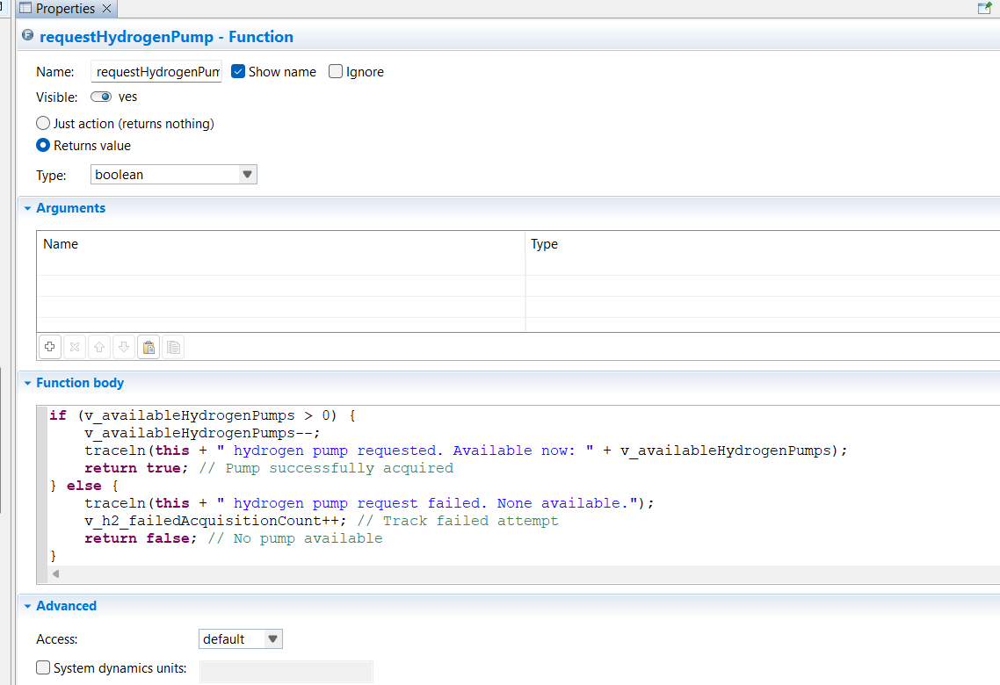 Properties
requestHydrogenPump - Function
Name: requestHydrogenPum Show name Ignore
Visible: yes
Just action (returns nothing)
Returns value
Type: boolean
Arguments
Name Type
Function body
if (v_availableHydrogenPumps > 0) {
    v_availableHydrogenPumps--;
    traceln(this + " hydrogen pump requested. Available now: " + v_availableHydrogenPumps);
    return true; // Pump successfully acquired
} else {
    traceln(this + " hydrogen pump request failed. None available.");
    v_h2_failedAcquisitionCount++; // Track failed attempt
    return false; // No pump available
}
Advanced
Access: default
System dynamics units: